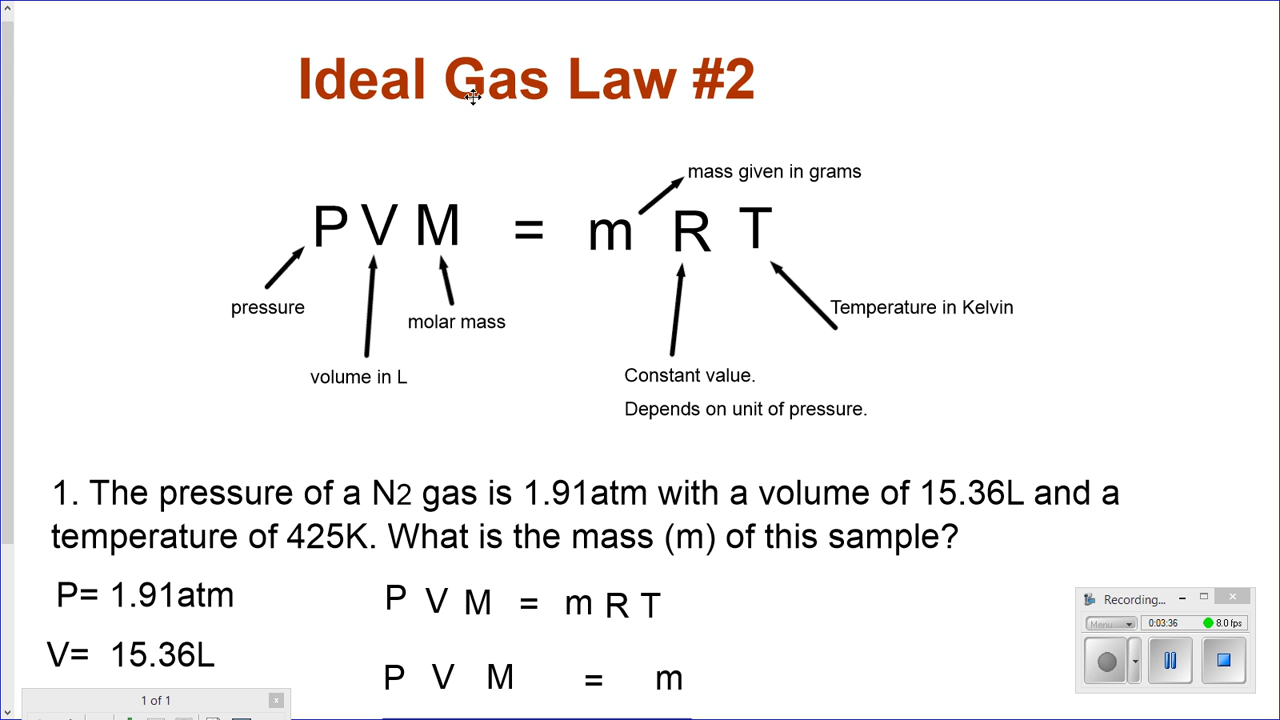 Ideal Gas Law #2
mass given in grams
P V M = m R T
pressure
molar mass
Temperature in Kelvin
volume in L
Constant value.
Depends on unit of pressure.
1. The pressure of a N2 gas is 1.91atm with a volume of 15.36L and a
temperature of 425K. What is the mass (m) of this sample?
P= 1.91atm
P V M = m R T
V= 15.36L
P V M = m
Recording...
Menu
0:03:36
8.0 fps
1 of 1